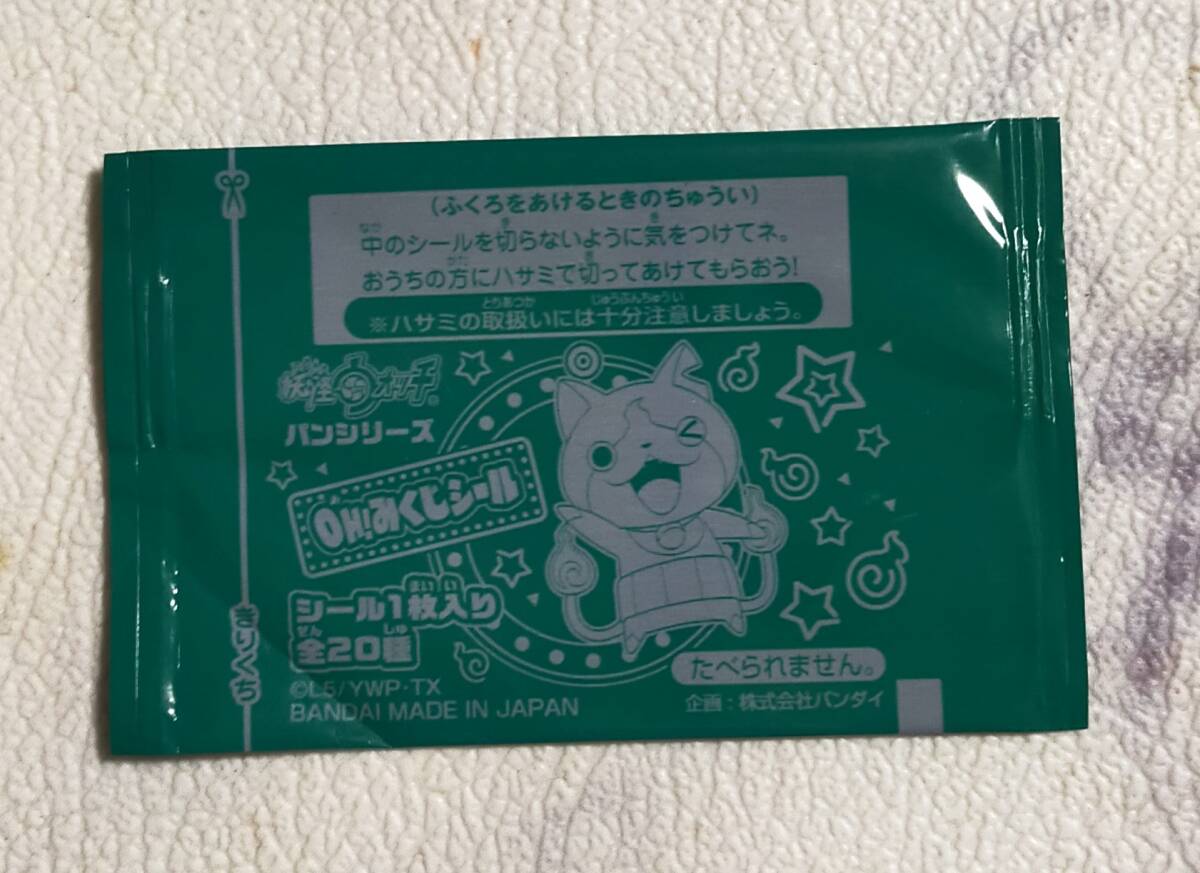 (ふくろをあけるときのちゅうい)
中のシールを切らないように気をつけてネ。
おうちの方にハサミで切ってあけてもらおう!
※ハサミの取扱いには十分注意しましょう。
妖怪ウォッチ
パンシリーズ
OH!みくじシール
シール1枚入り
全20種
©L5/YWP・TX
BANDAI MADE IN JAPAN
たべられません。
企画:株式会社バンダイ
きりくち